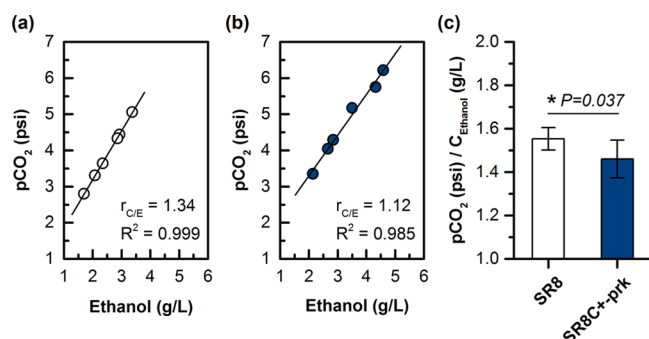 (a)
pCO2 (psi)
7
6
5
4
3
2
1
rC/E = 1.34
R2 = 0.999
1 2 3 4 5 6
Ethanol (g/L)
(b)
pCO2 (psi)
7
6
5
4
3
2
1
rC/E = 1.12
R2 = 0.985
1 2 3 4 5 6
Ethanol (g/L)
(c)
pCO2 (psi) / CEthanol (g/L)
2.0
1.8
1.6
1.4
1.2
1.0
* P=0.037
SR8
SR8C+-prk